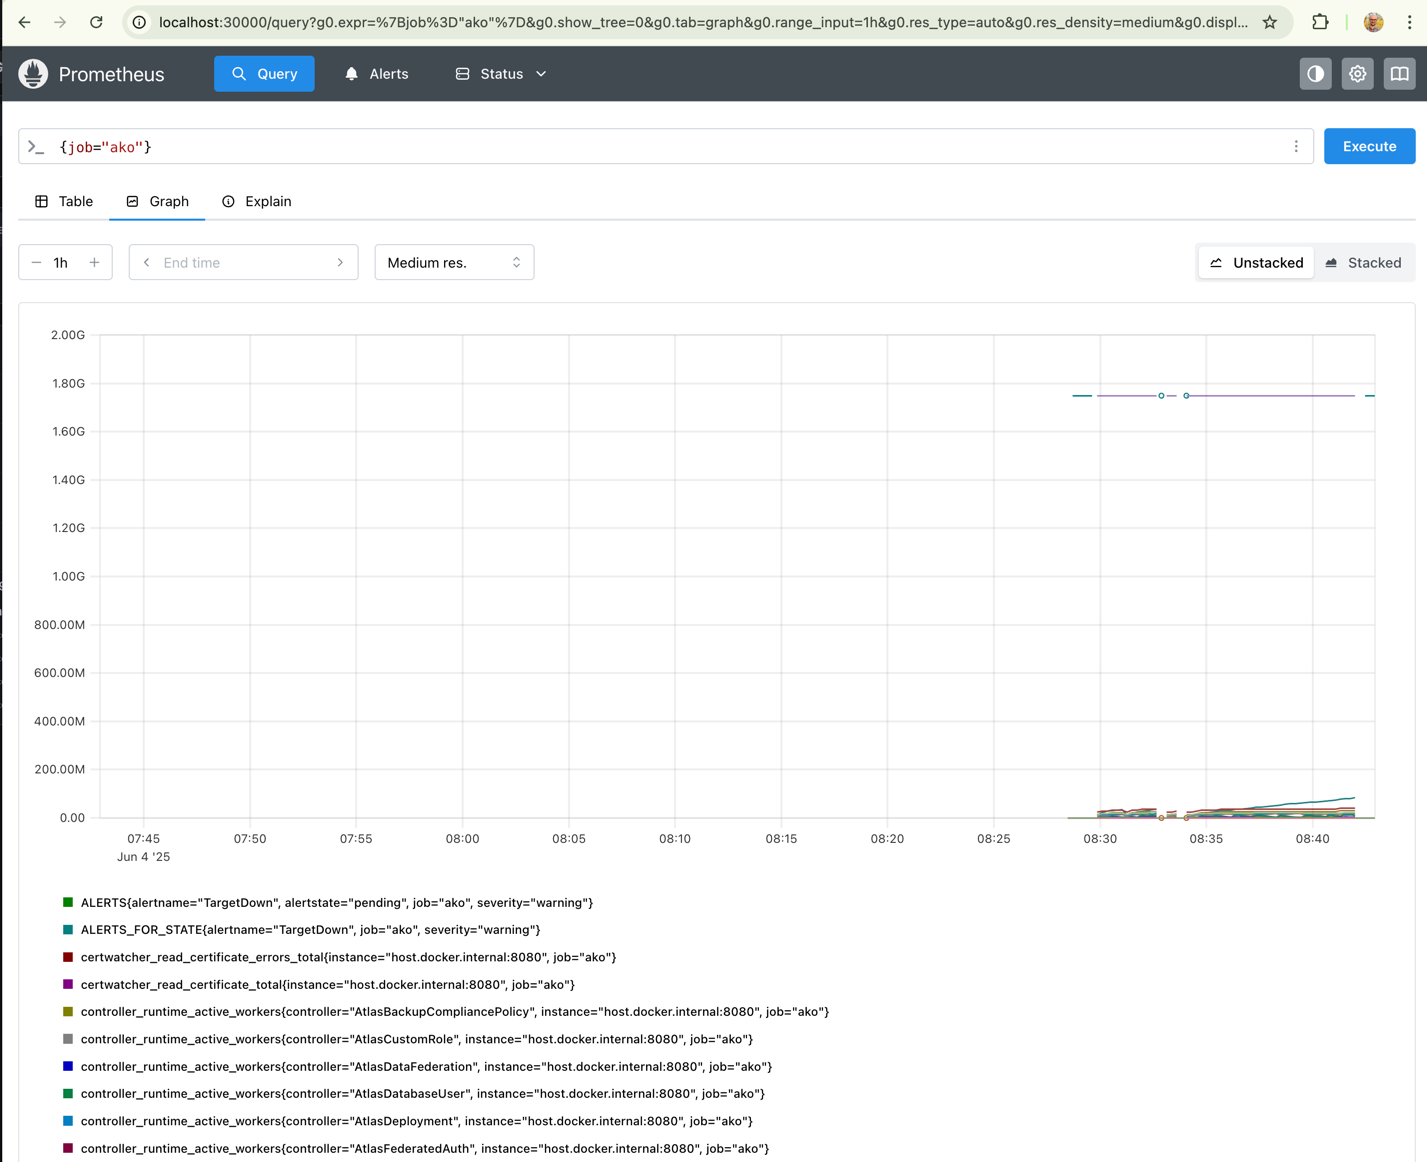 localhost:30000/query?g0.expr=%7Bjob%3D"ako"%7D&g0.show_tree=0&g0.tab=graph&g0.range_input=1h&g0.res_type=auto&g0.res_density=medium&g0.displ...
Prometheus
Query
Alerts
Status
{job="ako"}
Execute
Table
Graph
Explain
1h
End time
Medium res.
Unstacked
Stacked
2.00G
1.80G
1.60G
1.40G
1.20G
1.00G
800.00M
600.00M
400.00M
200.00M
0.00
07:45 07:50 07:55 08:00 08:05 08:10 08:15 08:20 08:25 08:30 08:35 08:40
Jun 4 '25
ALERTS{alertname="TargetDown", alertstate="pending", job="ako", severity="warning"}
ALERTS_FOR_STATE{alertname="TargetDown", job="ako", severity="warning"}
certwatcher_read_certificate_errors_total{instance="host.docker.internal:8080", job="ako"}
certwatcher_read_certificate_total{instance="host.docker.internal:8080", job="ako"}
controller_runtime_active_workers{controller="AtlasBackupCompliancePolicy", instance="host.docker.internal:8080", job="ako"}
controller_runtime_active_workers{controller="AtlasCustomRole", instance="host.docker.internal:8080", job="ako"}
controller_runtime_active_workers{controller="AtlasDataFederation", instance="host.docker.internal:8080", job="ako"}
controller_runtime_active_workers{controller="AtlasDatabaseUser", instance="host.docker.internal:8080", job="ako"}
controller_runtime_active_workers{controller="AtlasDeployment", instance="host.docker.internal:8080", job="ako"}
controller_runtime_active_workers{controller="AtlasFederatedAuth", instance="host.docker.internal:8080", job="ako"}